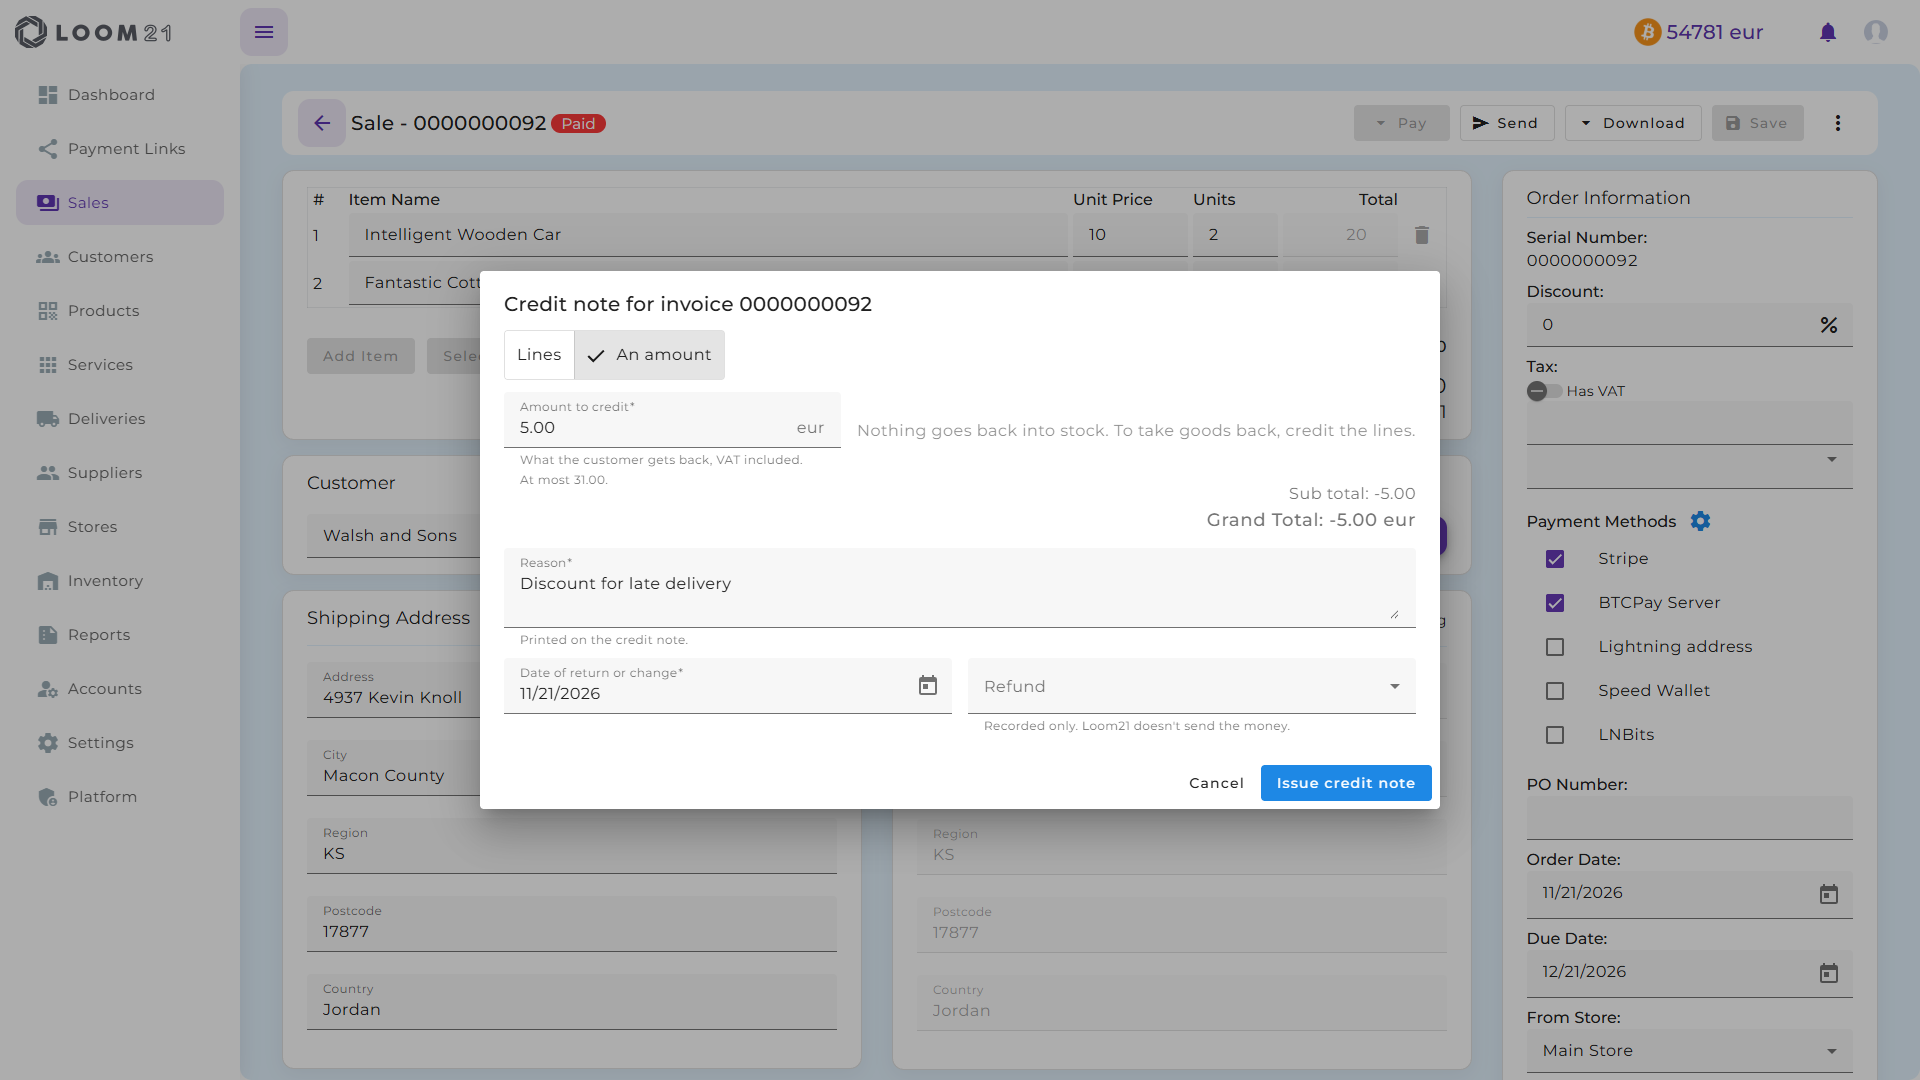 LOOM21
54781 eur
Dashboard
Payment Links
Sales
Customers
Products
Services
Deliveries
Suppliers
Stores
Inventory
Reports
Accounts
Settings
Platform
Sale - 0000000092 Paid
Pay
Send
Download
Save
# Item Name Unit Price Units Total
1 Intelligent Wooden Car 10 2 20
2 Fantastic Cott
Add Item
Selec
Customer
Walsh and Sons
Shipping Address
Address
4937 Kevin Knoll
City
Macon County
Region
KS
Postcode
17877
Country
Jordan
Region
KS
Postcode
17877
Country
Jordan
Credit note for invoice 0000000092
Lines
An amount
Amount to credit*
5.00 eur
What the customer gets back, VAT included.
At most 31.00.
Nothing goes back into stock. To take goods back, credit the lines.
Sub total: -5.00
Grand Total: -5.00 eur
Reason*
Discount for late delivery
Printed on the credit note.
Date of return or change*
11/21/2026
Refund
Recorded only. Loom21 doesn't send the money.
Cancel
Issue credit note
Order Information
Serial Number:
0000000092
Discount:
0 %
Tax:
Has VAT
Payment Methods
Stripe
BTCPay Server
Lightning address
Speed Wallet
LNBits
PO Number:
Order Date:
11/21/2026
Due Date:
12/21/2026
From Store:
Main Store